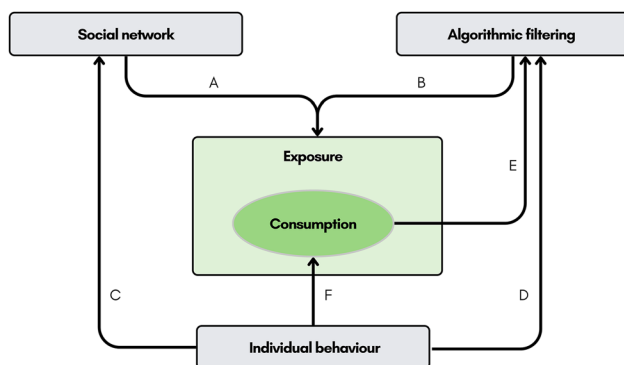 Social network
Algorithmic filtering
A
B
Exposure
E
Consumption
C
F
D
Individual behaviour